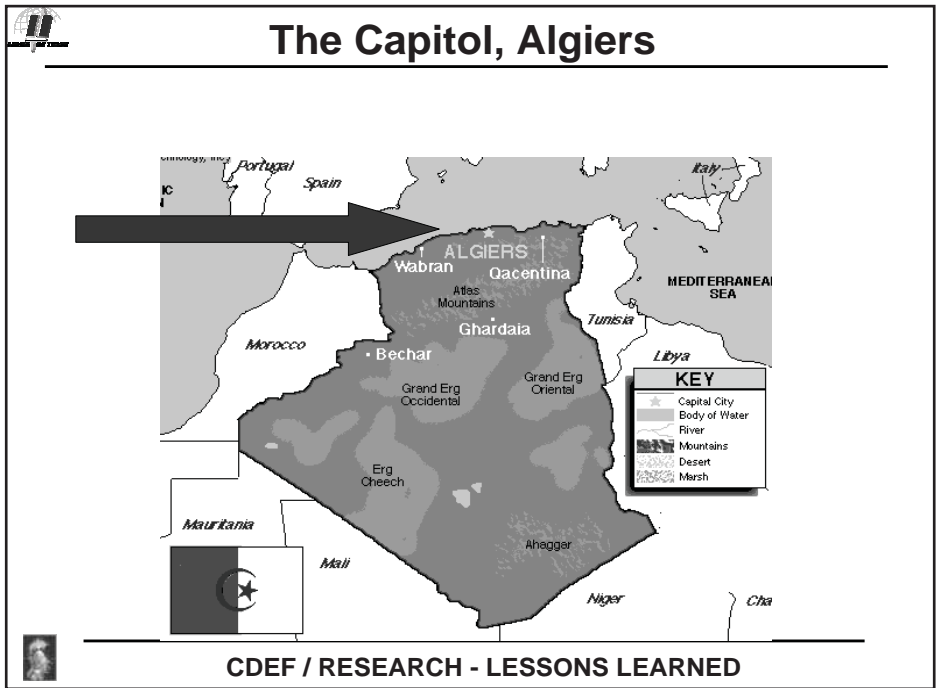 The Capitol, Algiers
Portugal
Spain
Italy
ALGIERS
Wabran
Qacentina
MEDITERRANEA
SEA
Atlas
Mountains
Ghardaia
Tunisia
Morocco
Bechar
Libya
Grand Erg
Occidental
Grand Erg
Oriental
KEY
Capital City
Body of Water
River
Mountains
Desert
Marsh
Erg
Cheech
Mauritania
Mali
Ahaggar
Niger
Cha
CDEF / RESEARCH - LESSONS LEARNED